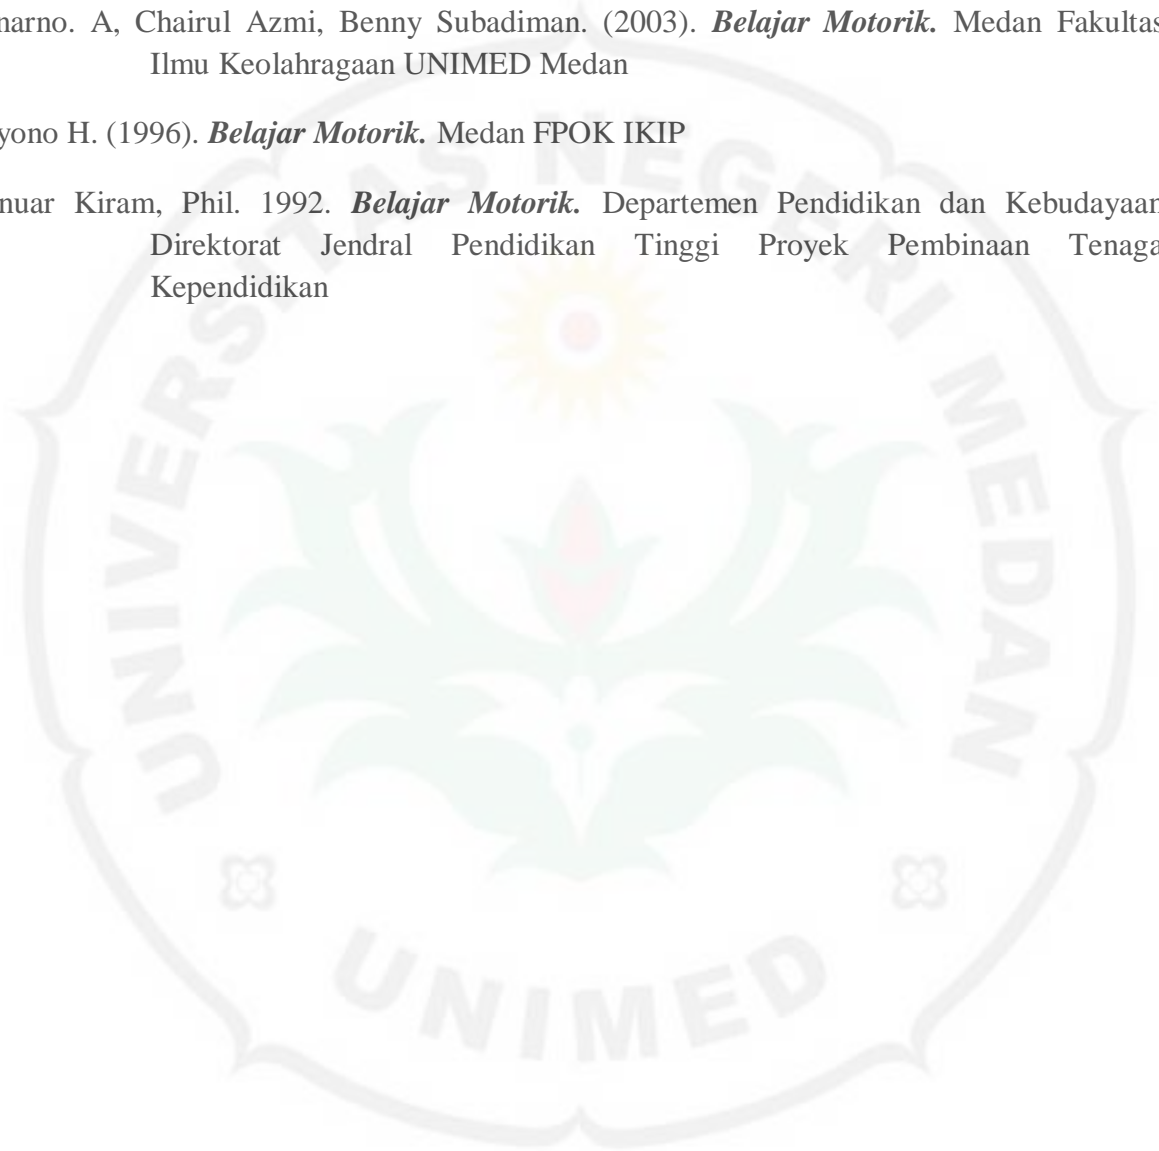 narno. A, Chairul Azmi, Benny Subadiman. (2003). Belajar Motorik. Medan Fakultas
Ilmu Keolahragaan UNIMED Medan
yono H. (1996). Belajar Motorik. Medan FPOK IKIP
nuar Kiram, Phil. 1992. Belajar Motorik. Departemen Pendidikan dan Kebudayaan
Direktorat Jendral Pendidikan Tinggi Proyek Pembinaan Tenaga
Kependidikan
UNIVERSITAS NEGERI MEDAN
UNIMED